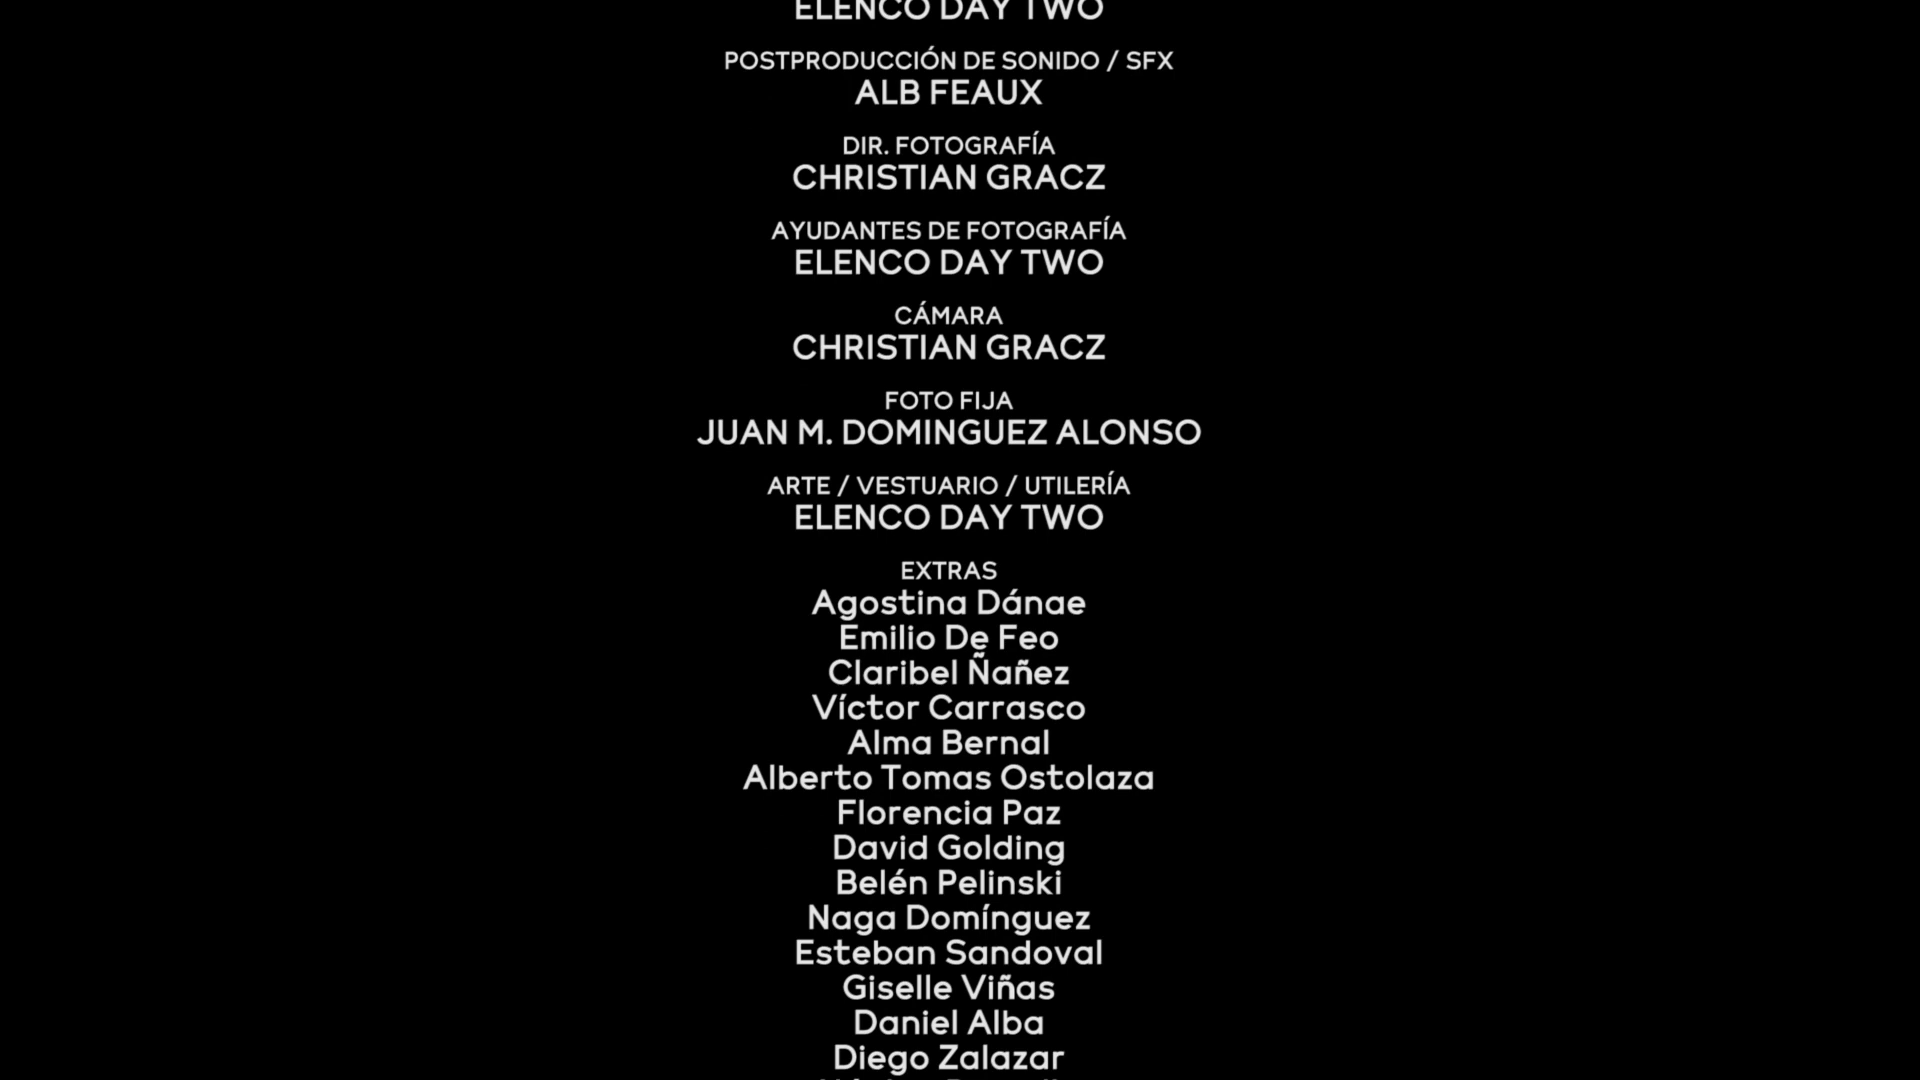 ELENCO DAY TWO
POSTPRODUCCIÓN DE SONIDO / SFX
ALB FEAUX
DIR. FOTOGRAFÍA
CHRISTIAN GRACZ
AYUDANTES DE FOTOGRAFÍA
ELENCO DAY TWO
CÁMARA
CHRISTIAN GRACZ
FOTO FIJA
JUAN M. DOMINGUEZ ALONSO
ARTE / VESTUARIO / UTILERÍA
ELENCO DAY TWO
EXTRAS
Agostina Dánae
Emilio De Feo
Claribel Ñañez
Víctor Carrasco
Alma Bernal
Alberto Tomas Ostolaza
Florencia Paz
David Golding
Belén Pelinski
Naga Domínguez
Esteban Sandoval
Giselle Viñas
Daniel Alba
Diego Zalazar